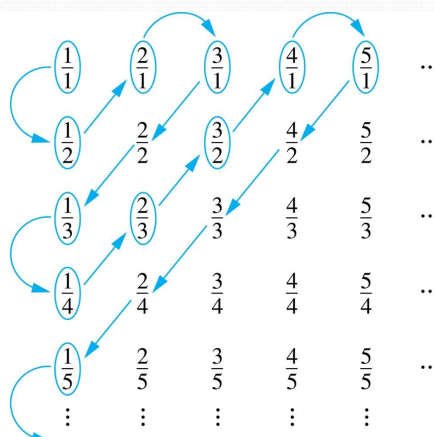 1/1 2/1 3/1 4/1 5/1 ..
1/2 2/2 3/2 4/2 5/2 ..
1/3 2/3 3/3 4/3 5/3 ..
1/4 2/4 3/4 4/4 5/4 ..
1/5 2/5 3/5 4/5 5/5 ..
⋮ ⋮ ⋮ ⋮ ⋮